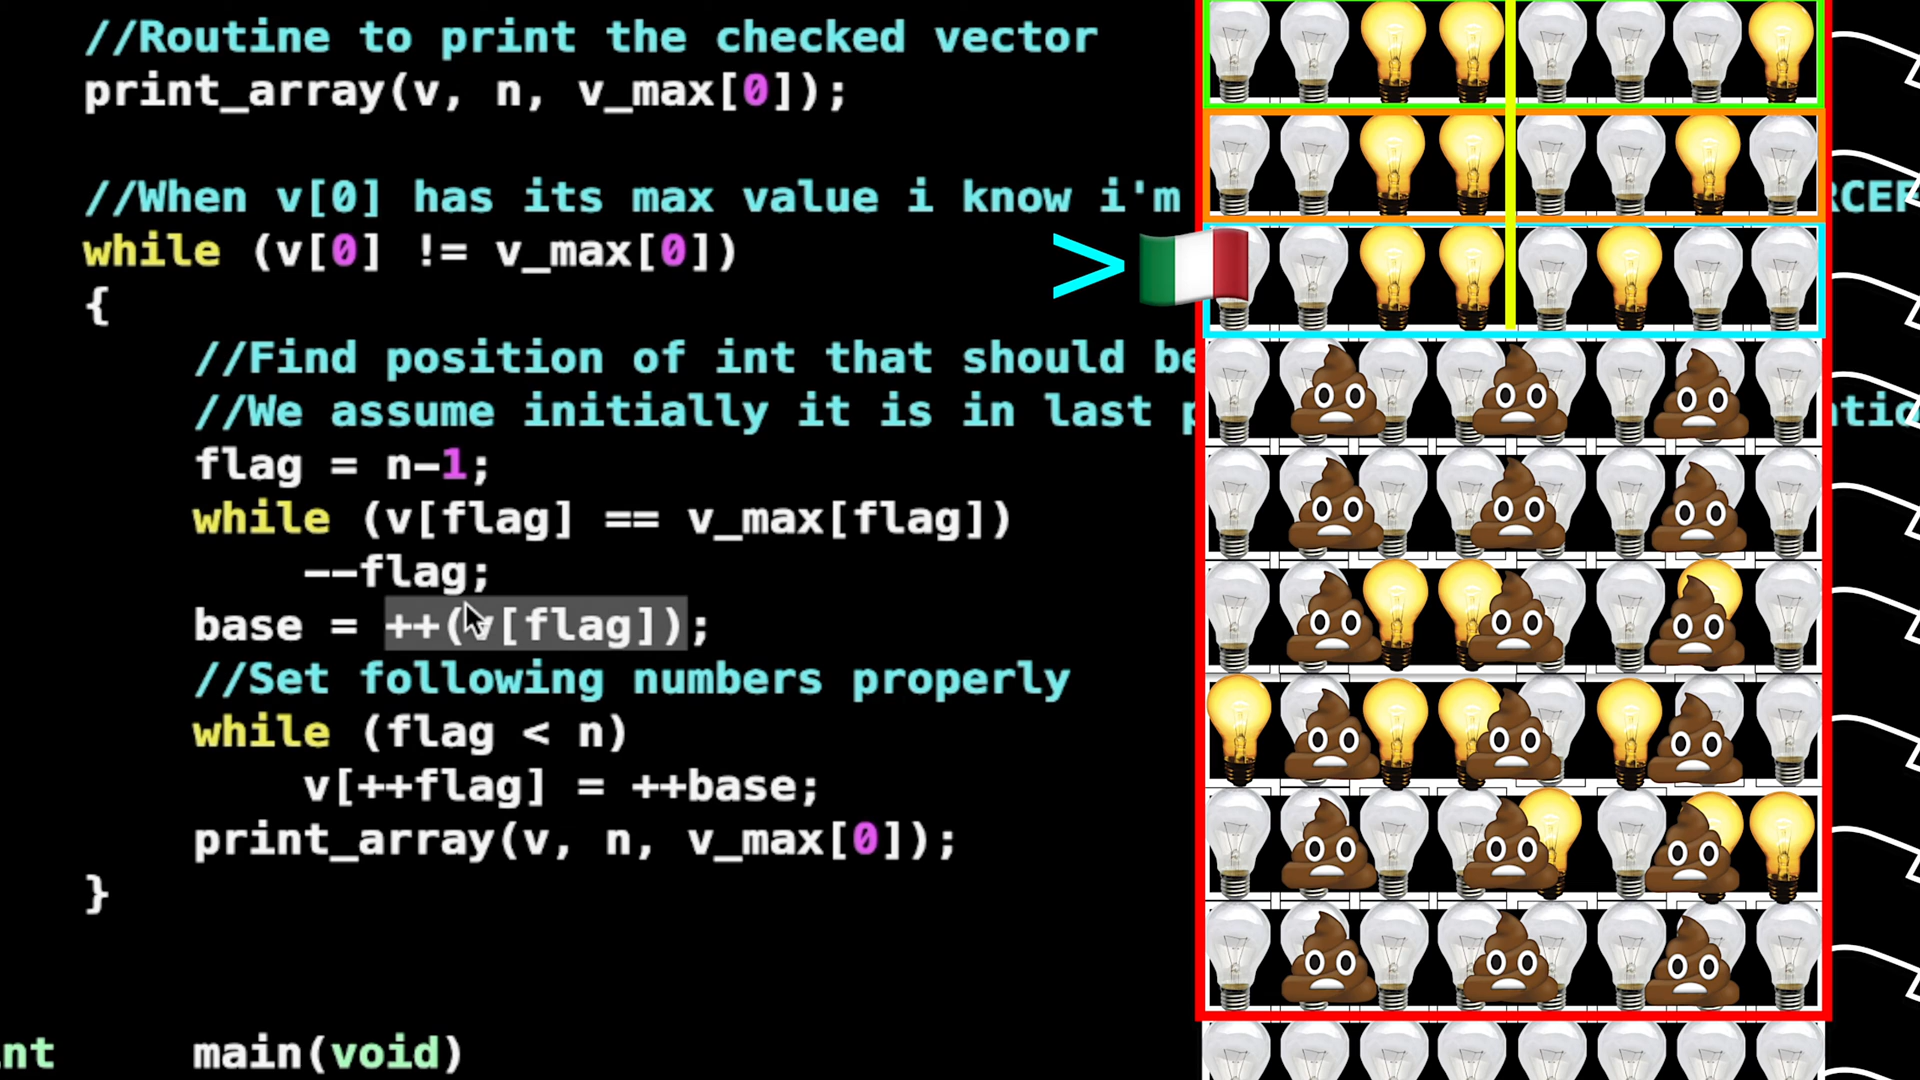 //Routine to print the checked vector
print_array(v, n, v_max[0]);
//When v[0] has its max value i know i'm
while (v[0] != v_max[0])
>
{
//Find position of int that should be
//We assume initially it is in last
flag = n-1;
while (v[flag] == v_max[flag])
--flag;
base = ++(v[flag]);
//Set following numbers properly
while (flag < n)
v[++flag] = ++base;
print_array(v, n, v_max[0]);
}
main(void)